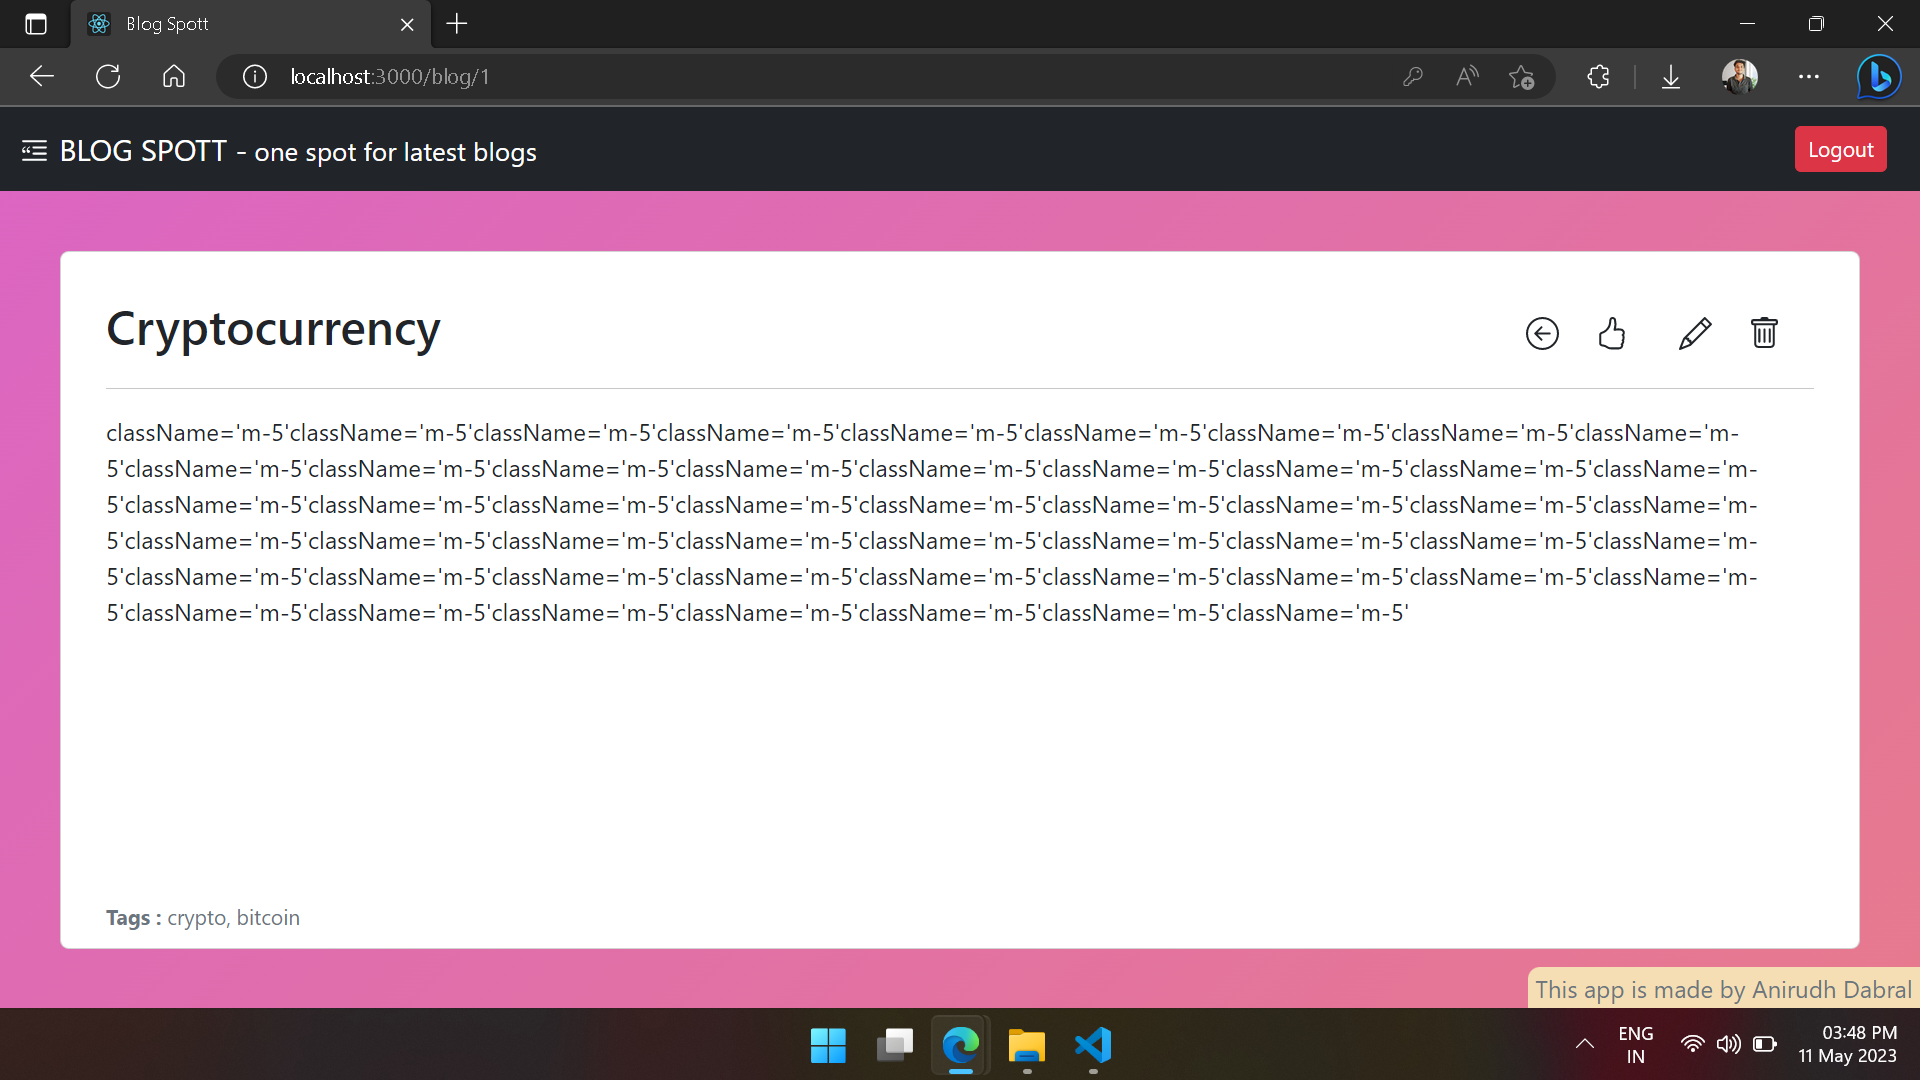 Blog Spott
localhost:3000/blog/1
BLOG SPOTT - one spot for latest blogs
Logout
Cryptocurrency
className='m-5'className='m-5'className='m-5'className='m-5'className='m-5'className='m-5'className='m-5'className='m-5'className='m-
5'className='m-5'className='m-5'className='m-5'className='m-5'className='m-5'className='m-5'className='m-5'className='m-5'className='m-
5'className='m-5'className='m-5'className='m-5'className='m-5'className='m-5'className='m-5'className='m-5'className='m-5'className='m-
5'className='m-5'className='m-5'className='m-5'className='m-5'className='m-5'className='m-5'className='m-5'className='m-5'className='m-
5'className='m-5'className='m-5'className='m-5'className='m-5'className='m-5'className='m-5'className='m-5'className='m-5'className='m-
5'className='m-5'className='m-5'className='m-5'className='m-5'className='m-5'className='m-5'className='m-5'
Tags : crypto, bitcoin
This app is made by Anirudh Dabral
ENG
IN
03:48 PM
11 May 2023